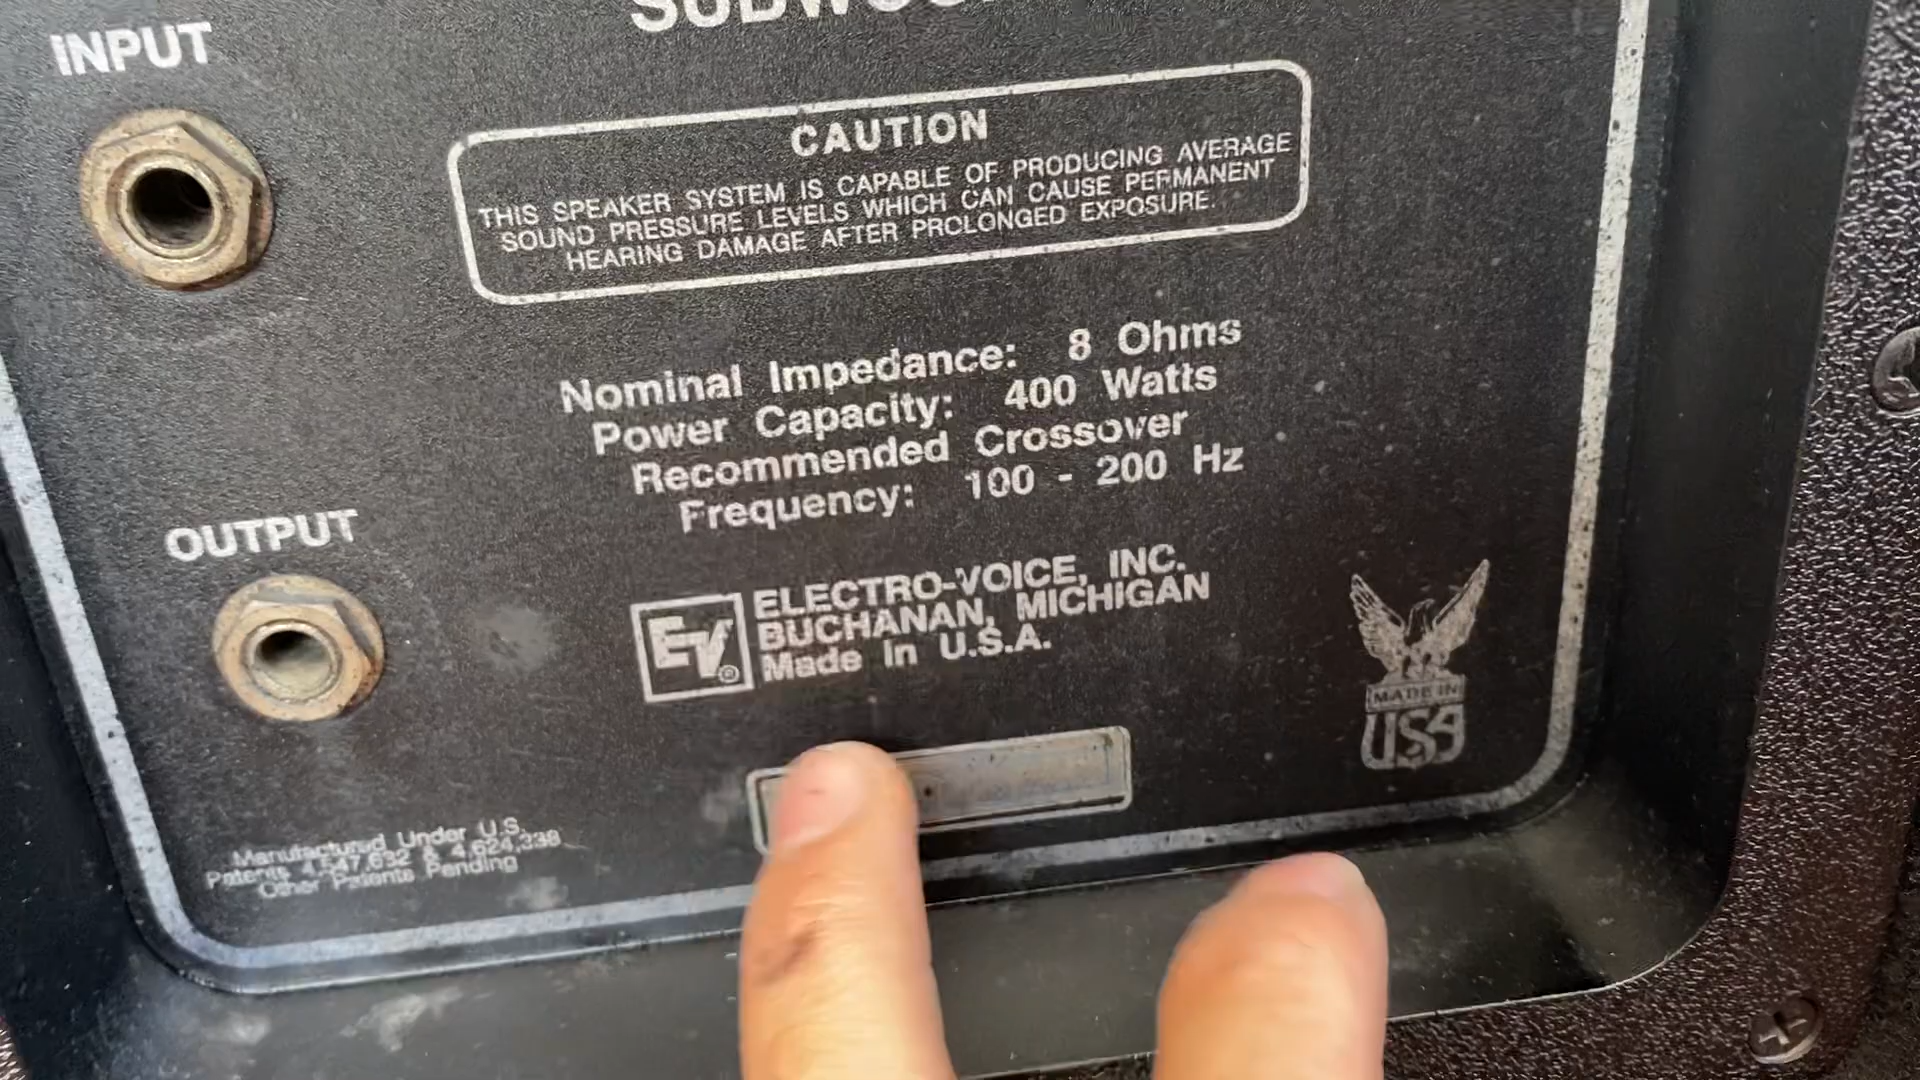 INPUT
CAUTION
THIS SPEAKER SYSTEM IS CAPABLE OF PRODUCING AVERAGE
SOUND PRESSURE LEVELS WHICH CAN CAUSE PERMANENT
HEARING DAMAGE AFTER PROLONGED EXPOSURE.
Nominal Impedance: 8 Ohms
Power Capacity: 400 Watts
Recommended Crossover
Frequency: 100 - 200 Hz
OUTPUT
EV®
ELECTRO-VOICE, INC.
BUCHANAN, MICHIGAN
Made in U.S.A.
MADE IN
USA
Manufactured Under U.S.
Patents 4,547,632 & 4,624,338
Other Patents Pending